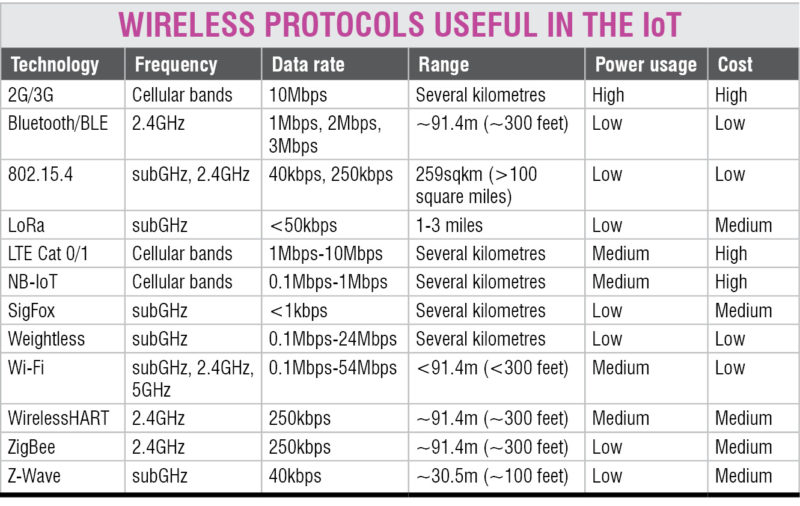 WIRELESS PROTOCOLS USEFUL IN THE IoT
Technology Frequency Data rate Range Power usage Cost
2G/3G Cellular bands 10Mbps Several kilometres High High
Bluetooth/BLE 2.4GHz 1Mbps, 2Mbps, ~91.4m (~300 feet) Low Low
3Mbps
802.15.4 subGHz, 2.4GHz 40kbps, 250kbps 259sqkm (>100 Low Low
square miles)
LoRa subGHz <50kbps 1-3 miles Low Medium
LTE Cat 0/1 Cellular bands 1Mbps-10Mbps Several kilometres Medium High
NB-IoT Cellular bands 0.1Mbps-1Mbps Several kilometres Medium High
SigFox subGHz <1kbps Several kilometres Low Medium
Weightless subGHz 0.1Mbps-24Mbps Several kilometres Low Low
Wi-Fi subGHz, 2.4GHz, 0.1Mbps-54Mbps <91.4m (<300 feet) Medium Low
5GHz
WirelessHART 2.4GHz 250kbps ~91.4m (~300 feet) Medium Medium
ZigBee 2.4GHz 250kbps ~91.4m (~300 feet) Low Medium
Z-Wave subGHz 40kbps ~30.5m (~100 feet) Low Medium